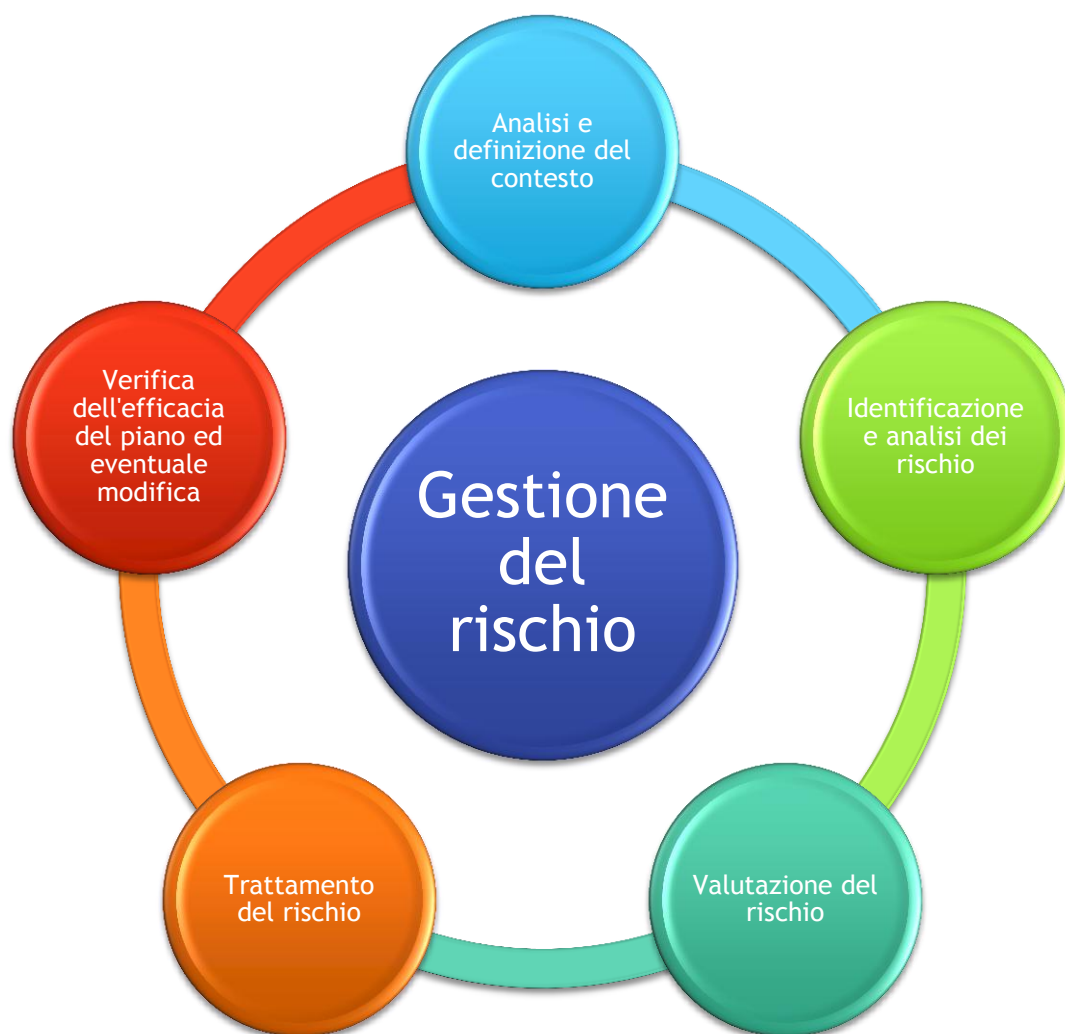 Analisi e
definizione del
contesto
Identificazione
e analisi dei
rischio
Valutazione del
rischio
Trattamento
del rischio
Verifica
dell'efficacia
del piano ed
eventuale
modifica
Gestione
del
rischio